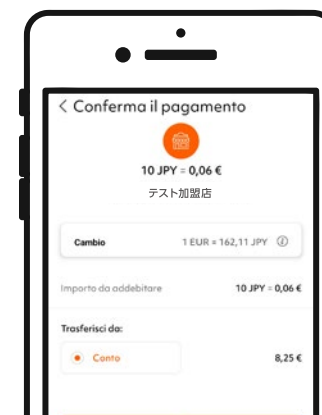 < Conferma il pagamento
10 JPY = 0,06 €
テスト加盟店
Cambio 1 EUR = 162,11 JPY ⓘ
Importo da addebitare 10 JPY = 0,06 €
Trasferisci da:
Conto 8,25 €